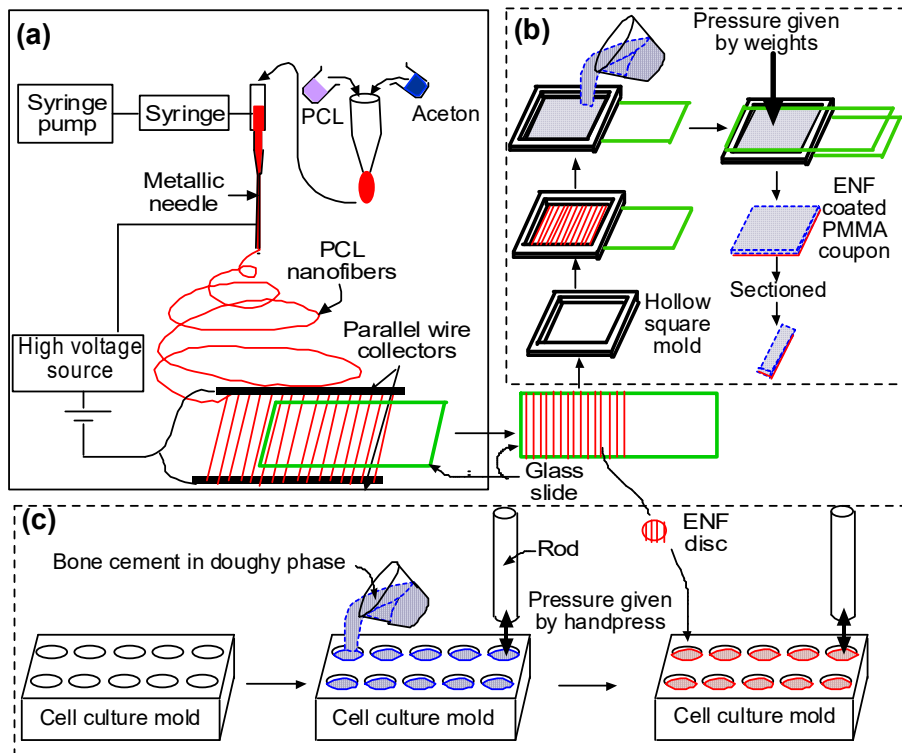 (a)
Syringe
pump
Syringe
PCL
Aceton
Metallic
needle
PCL
nanofibers
High voltage
source
Parallel wire
collectors
Glass
slide
(b)
Pressure given
by weights
ENF
coated
PMMA
coupon
Sectioned
Hollow
square
mold
(c)
Bone cement in doughy phase
Rod
Pressure given
by handpress
ENF
disc
Cell culture mold
Cell culture mold
Cell culture mold